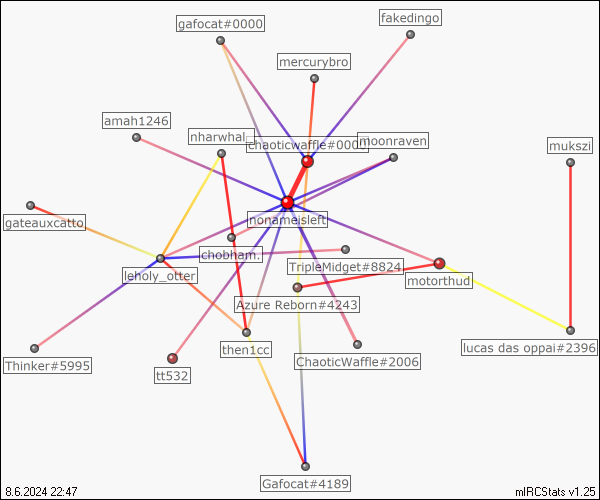 gafocat#0000
fakedingo
mercurybro
amah1246
nharwhal_
moonraven
mukszi
gateauxcatto
nonameisleft
chobham.
leholy_otter
TripleMidget#8824
motorthud
Azure Reborn#4243
then1cc
lucas das oppai#2396
Thinker#5995
ChaoticWaffle#2006
tt532
Gafocat#4189
8.6.2024 22:47
mIRCStats v1.25